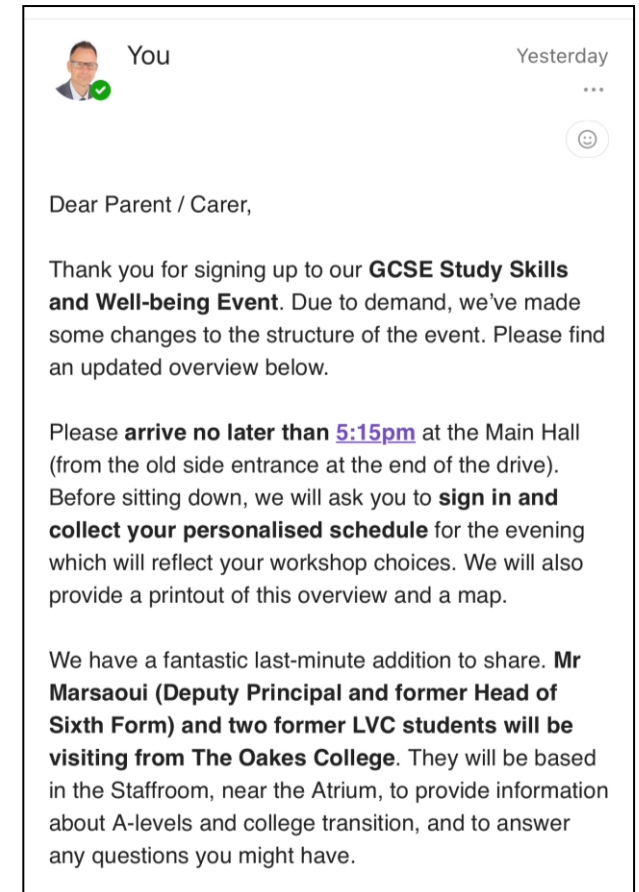 You
Yesterday
Dear Parent / Carer,
Thank you for signing up to our GCSE Study Skills
and Well-being Event. Due to demand, we’ve made
some changes to the structure of the event. Please find
an updated overview below.
Please arrive no later than 5:15pm at the Main Hall
(from the old side entrance at the end of the drive).
Before sitting down, we will ask you to sign in and
collect your personalised schedule for the evening
which will reflect your workshop choices. We will also
provide a printout of this overview and a map.
We have a fantastic last-minute addition to share. Mr
Marsaoui (Deputy Principal and former Head of
Sixth Form) and two former LVC students will be
visiting from The Oakes College. They will be based
in the Staffroom, near the Atrium, to provide information
about A-levels and college transition, and to answer
any questions you might have.